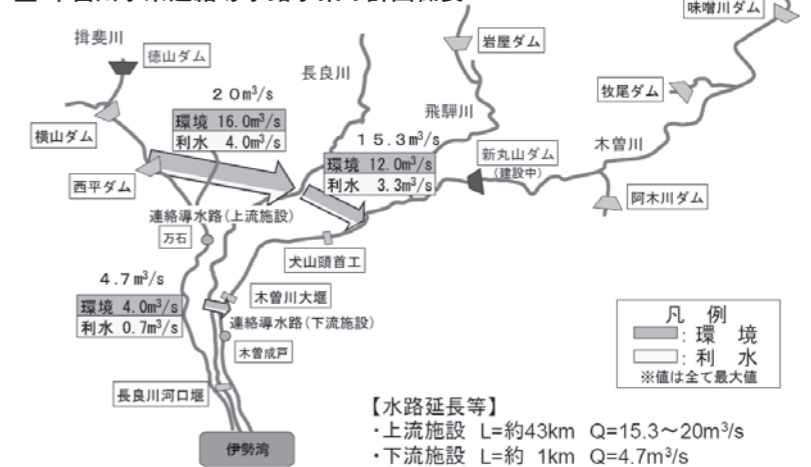 味噌川ダム
揖斐川
徳山ダム
長良川
岩屋ダム
20m³/s
環境 16.0m³/s
利水 4.0m³/s
飛騨川
牧尾ダム
横山ダム
15.3m³/s
環境 12.0m³/s
利水 3.3m³/s
新丸山ダム
(建設中)
木曽川
西平ダム
阿木川ダム
連絡導水路(上流施設)
万石
犬山頭首工
4.7m³/s
環境 4.0m³/s
利水 0.7m³/s
木曽川大堰
連絡導水路(下流施設)
木曽成戸
長良川河口堰
伊勢湾
凡 例
:環 境
:利 水
※値は全て最大値
【水路延長等】
・上流施設 L=約43km Q=15.3～20m³/s
・下流施設 L=約 1km Q=4.7m³/s